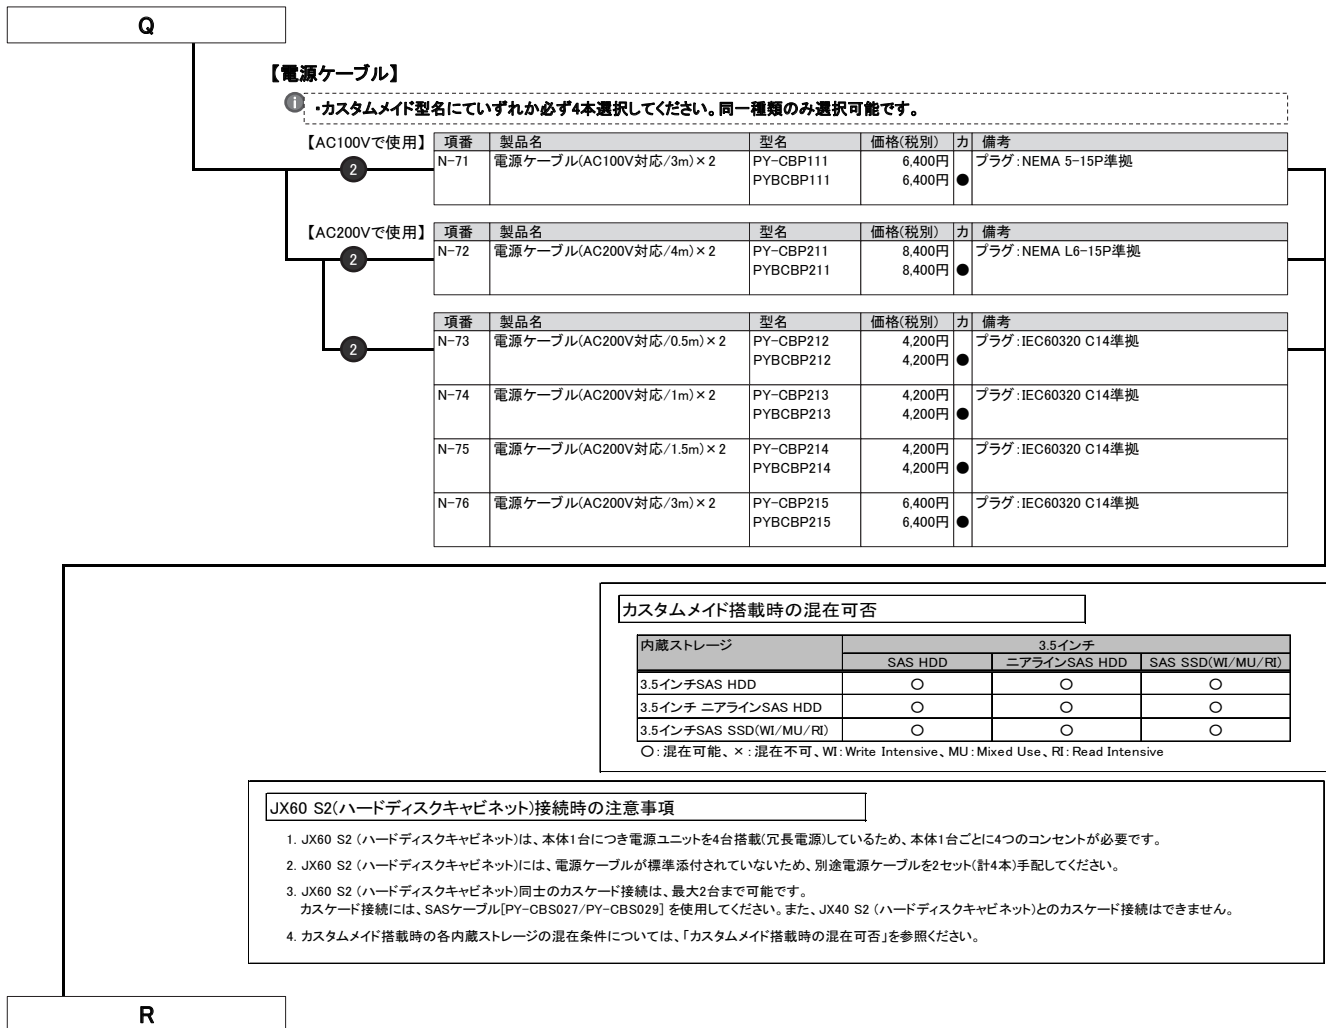 Q
【電源ケーブル】
i ・カスタムメイド型名にていずれか必ず4本選択してください。同一種類のみ選択可能です。
【AC100Vで使用】 項番 製品名 型名 価格(税別) カ 備考
2 N-71 電源ケーブル(AC100V対応/3m)×2 PY-CBP111 6,400円 プラグ:NEMA 5-15P準拠
PYBCBP111 6,400円 ●
【AC200Vで使用】 項番 製品名 型名 価格(税別) カ 備考
2 N-72 電源ケーブル(AC200V対応/4m)×2 PY-CBP211 8,400円 プラグ:NEMA L6-15P準拠
PYBCBP211 8,400円 ●
項番 製品名 型名 価格(税別) カ 備考
2 N-73 電源ケーブル(AC200V対応/0.5m)×2 PY-CBP212 4,200円 プラグ:IEC60320 C14準拠
PYBCBP212 4,200円 ●
N-74 電源ケーブル(AC200V対応/1m)×2 PY-CBP213 4,200円 プラグ:IEC60320 C14準拠
PYBCBP213 4,200円 ●
N-75 電源ケーブル(AC200V対応/1.5m)×2 PY-CBP214 4,200円 プラグ:IEC60320 C14準拠
PYBCBP214 4,200円 ●
N-76 電源ケーブル(AC200V対応/3m)×2 PY-CBP215 6,400円 プラグ:IEC60320 C14準拠
PYBCBP215 6,400円 ●
カスタムメイド搭載時の混在可否
内蔵ストレージ 3.5インチ
SAS HDD ニアラインSAS HDD SAS SSD(WI/MU/RI)
3.5インチSAS HDD ○ ○ ○
3.5インチ ニアラインSAS HDD ○ ○ ○
3.5インチSAS SSD(WI/MU/RI) ○ ○ ○
○:混在可能、×:混在不可、WI:Write Intensive、MU:Mixed Use、RI:Read Intensive
JX60 S2(ハードディスクキャビネット)接続時の注意事項
1. JX60 S2 (ハードディスクキャビネット)は、本体1台につき電源ユニットを4台搭載(冗長電源)しているため、本体1台ごとに4つのコンセントが必要です。
2. JX60 S2 (ハードディスクキャビネット)には、電源ケーブルが標準添付されていないため、別途電源ケーブルを2セット(計4本)手配してください。
3. JX60 S2 (ハードディスクキャビネット)同士のカスケード接続は、最大2台まで可能です。
カスケード接続には、SASケーブル[PY-CBS027/PY-CBS029] を使用してください。また、JX40 S2 (ハードディスクキャビネット)とのカスケード接続はできません。
4. カスタムメイド搭載時の各内蔵ストレージの混在条件については、「カスタムメイド搭載時の混在可否」を参照ください。
R